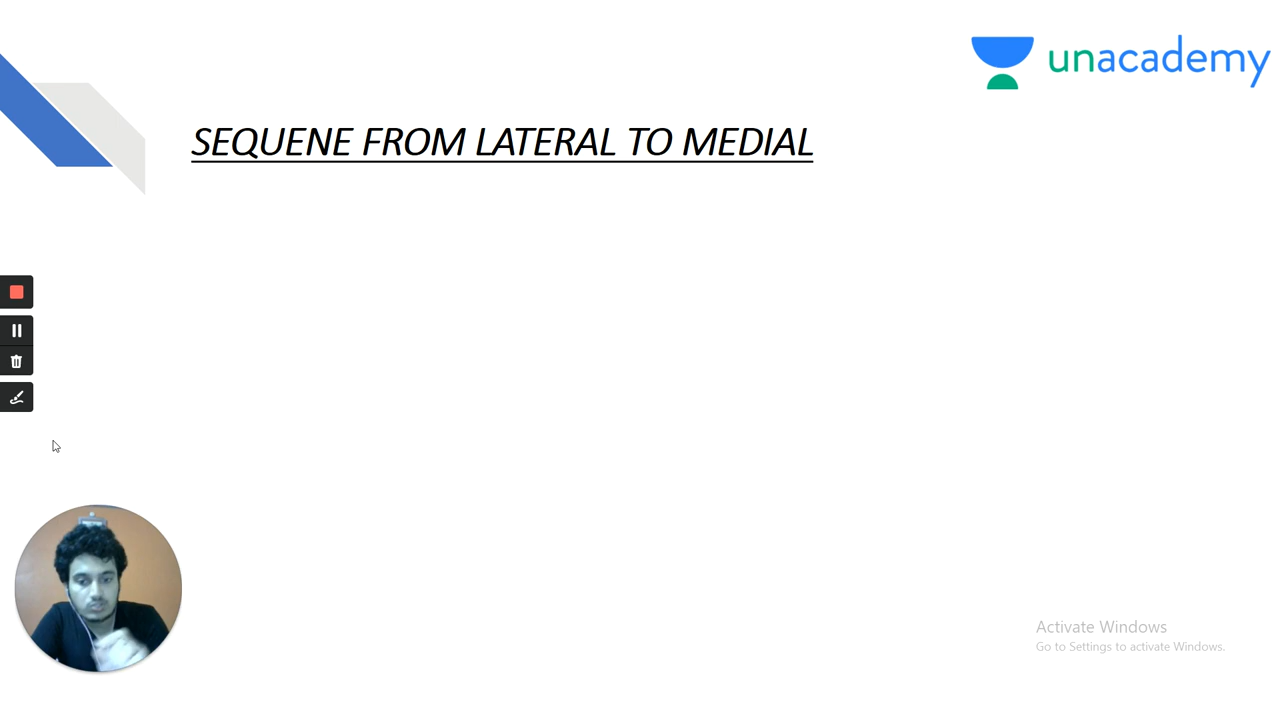 unacademy
SEQUENE FROM LATERAL TO MEDIAL
Activate Windows
Go to Settings to activate Windows.